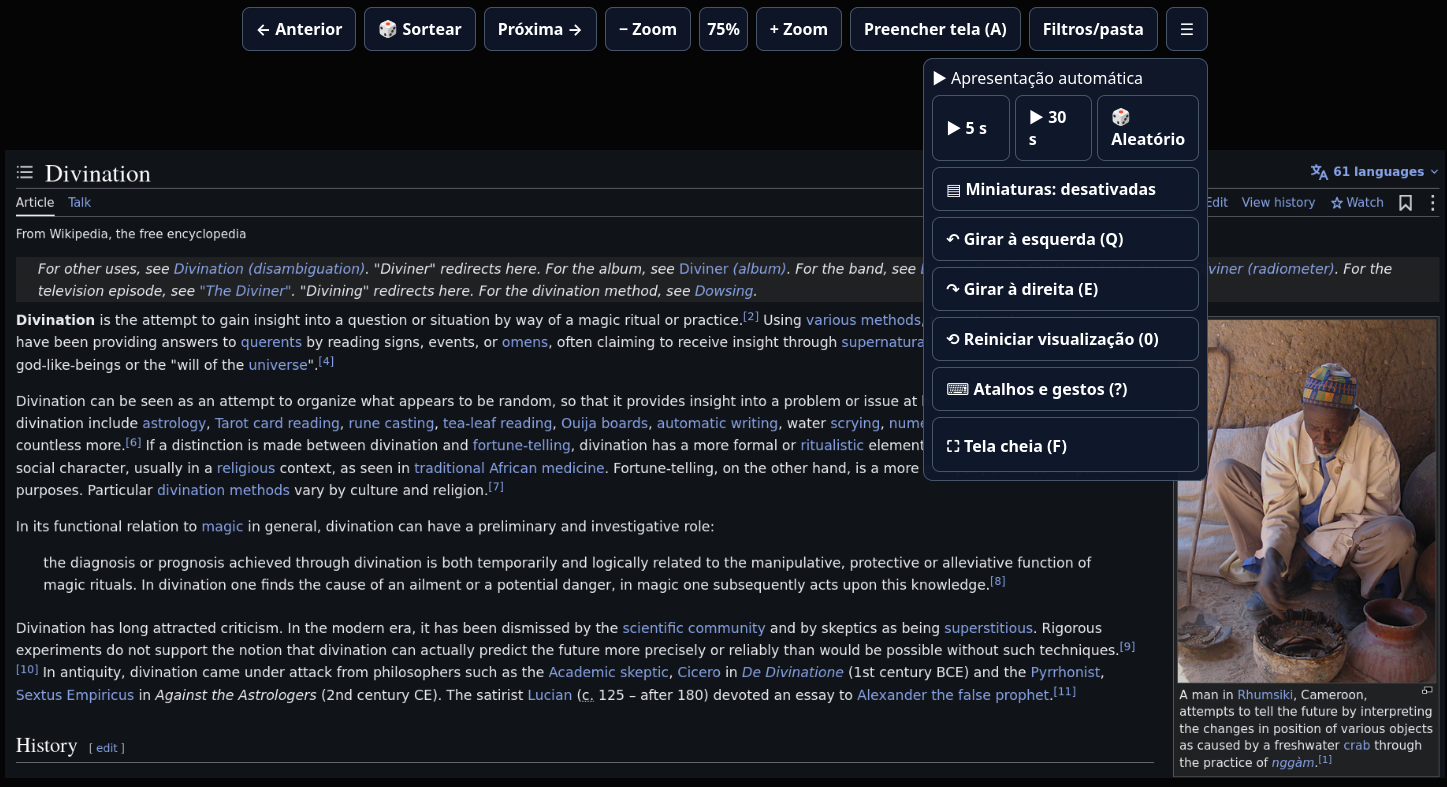 ← Anterior
🎲 Sortear
Próxima →
− Zoom
75%
+ Zoom
Preencher tela (A)
Filtros/pasta
☰
▶ Apresentação automática
▶ 5 s
▶ 30 s
🎲 Aleatório
▤ Miniaturas: desativadas
↶ Girar à esquerda (Q)
↷ Girar à direita (E)
⟲ Reiniciar visualização (0)
⌨ Atalhos e gestos (?)
⛶ Tela cheia (F)
Divination
61 languages
Article Talk
Edit View history Watch
From Wikipedia, the free encyclopedia
For other uses, see Divination (disambiguation). "Diviner" redirects here. For the album, see Diviner (album). For the band, see (radiometer). For the
television episode, see "The Diviner". "Divining" redirects here. For the divination method, see Dowsing.
Divination is the attempt to gain insight into a question or situation by way of a magic ritual or practice.[2] Using various methods,
have been providing answers to querents by reading signs, events, or omens, often claiming to receive insight through
god-like-beings or the "will of the universe".[4]
Divination can be seen as an attempt to organize what appears to be random, so that it provides insight into a problem or issue at
divination include astrology, Tarot card reading, rune casting, tea-leaf reading, Ouija boards, automatic writing, water scrying,
countless more.[6] If a distinction is made between divination and fortune-telling, divination has a more formal or ritualistic element
social character, usually in a religious context, as seen in traditional African medicine. Fortune-telling, on the other hand, is a more
purposes. Particular divination methods vary by culture and religion.[7]
In its functional relation to magic in general, divination can have a preliminary and investigative role:
the diagnosis or prognosis achieved through divination is both temporarily and logically related to the manipulative, protective or alleviative function of
magic rituals. In divination one finds the cause of an ailment or a potential danger, in magic one subsequently acts upon this knowledge.[8]
Divination has long attracted criticism. In the modern era, it has been dismissed by the scientific community and by skeptics as being superstitious. Rigorous
experiments do not support the notion that divination can actually predict the future more precisely or reliably than would be possible without such techniques.[9]
[10] In antiquity, divination came under attack from philosophers such as the Academic skeptic, Cicero in De Divinatione (1st century BCE) and the Pyrrhonist,
Sextus Empiricus in Against the Astrologers (2nd century CE). The satirist Lucian (c. 125 – after 180) devoted an essay to Alexander the false prophet.[11]
History [ edit ]
A man in Rhumsiki, Cameroon,
attempts to tell the future by interpreting
the changes in position of various objects
as caused by a freshwater crab through
the practice of nggàm.[1]